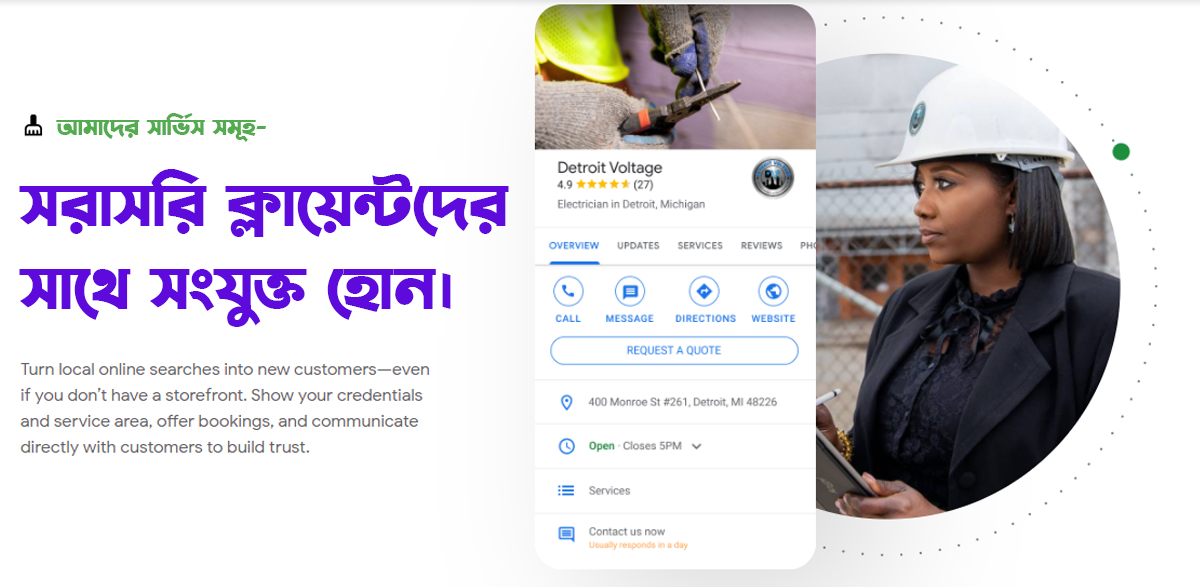 আমাদের সার্ভিস সমূহ-
সরাসরি ক্লায়েন্টদের
সাথে সংযুক্ত হোন।
Turn local online searches into new customers—even
if you don’t have a storefront. Show your credentials
and service area, offer bookings, and communicate
directly with customers to build trust.
Detroit Voltage
4.9 (27)
Electrician in Detroit, Michigan
OVERVIEW UPDATES SERVICES REVIEWS PHO
CALL MESSAGE DIRECTIONS WEBSITE
REQUEST A QUOTE
400 Monroe St #261, Detroit, MI 48226
Open · Closes 5PM
Services
Contact us now
Usually responds in a day